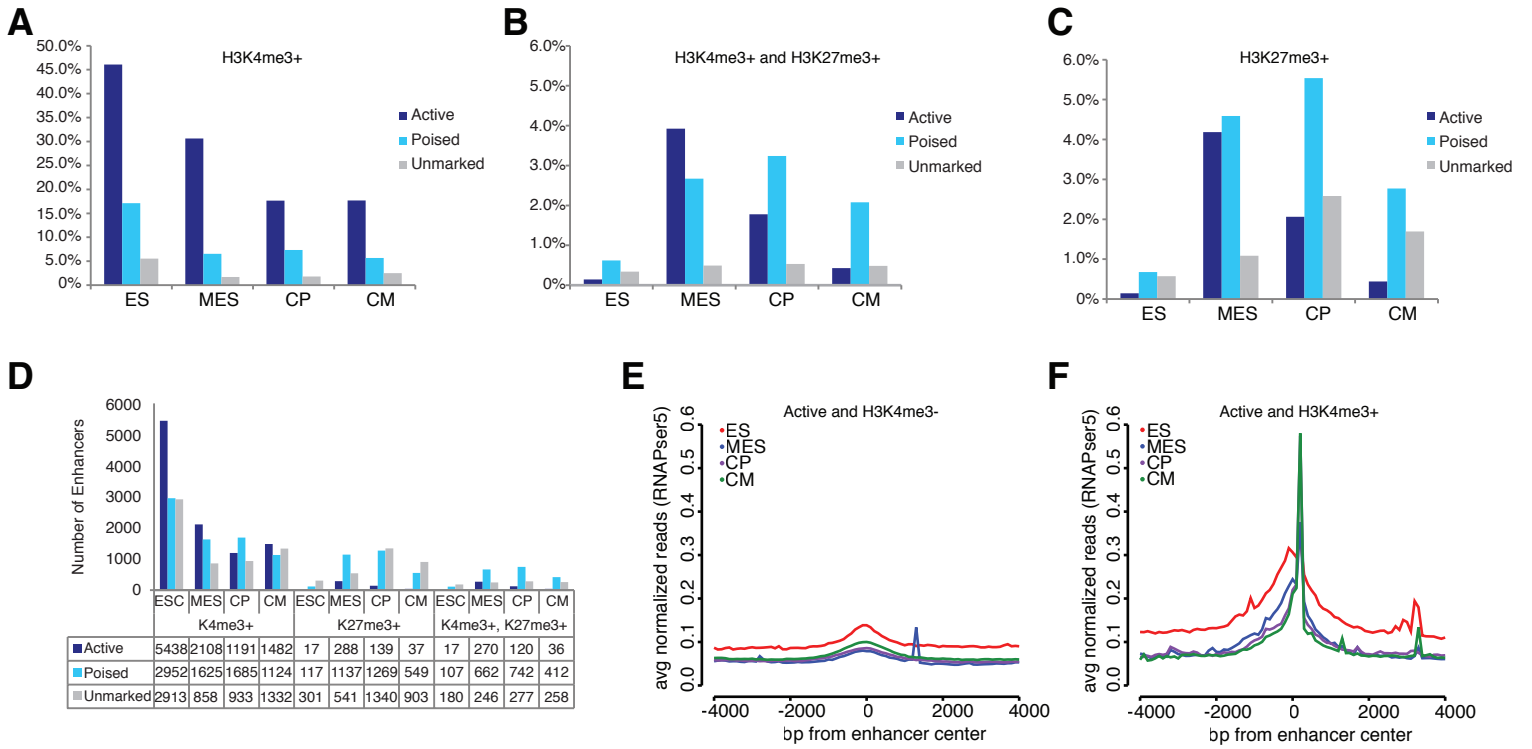 A
H3K4me3+
50.0%
45.0%
40.0%
35.0%
30.0%
25.0%
20.0%
15.0%
10.0%
5.0%
0%
ES MES CP CM
Active
Poised
Unmarked
B
H3K4me3+ and H3K27me3+
6.0%
5.0%
4.0%
3.0%
2.0%
1.0%
0%
ES MES CP CM
Active
Poised
Unmarked
C
H3K27me3+
6.0%
5.0%
4.0%
3.0%
2.0%
1.0%
0%
ES MES CP CM
Active
Poised
Unmarked
D
Number of Enhancers
6000
5000
4000
3000
2000
1000
0
ESC MES CP CM ESC MES CP CM ESC MES CP CM
K4me3+ K27me3+ K4me3+, K27me3+
Active 5438 2108 1191 1482 17 288 139 37 17 270 120 36
Poised 2952 1625 1685 1124 117 1137 1269 549 107 662 742 412
Unmarked 2913 858 933 1332 301 541 1340 903 180 246 277 258
E
Active and H3K4me3-
avg normalized reads (RNAPser5)
0.6
0.5
0.4
0.3
0.2
0.1
0.0
ES
MES
CP
CM
-4000 -2000 0 2000 4000
bp from enhancer center
F
Active and H3K4me3+
avg normalized reads (RNAPser5)
0.6
0.5
0.4
0.3
0.2
0.1
0.0
ES
MES
CP
CM
-4000 -2000 0 2000 4000
bp from enhancer center